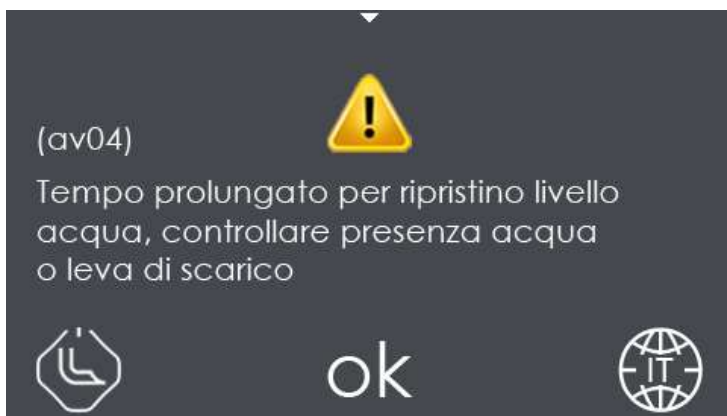 (av04)
Tempo prolungato per ripristino livello
acqua, controllare presenza acqua
o leva di scarico
ok
IT